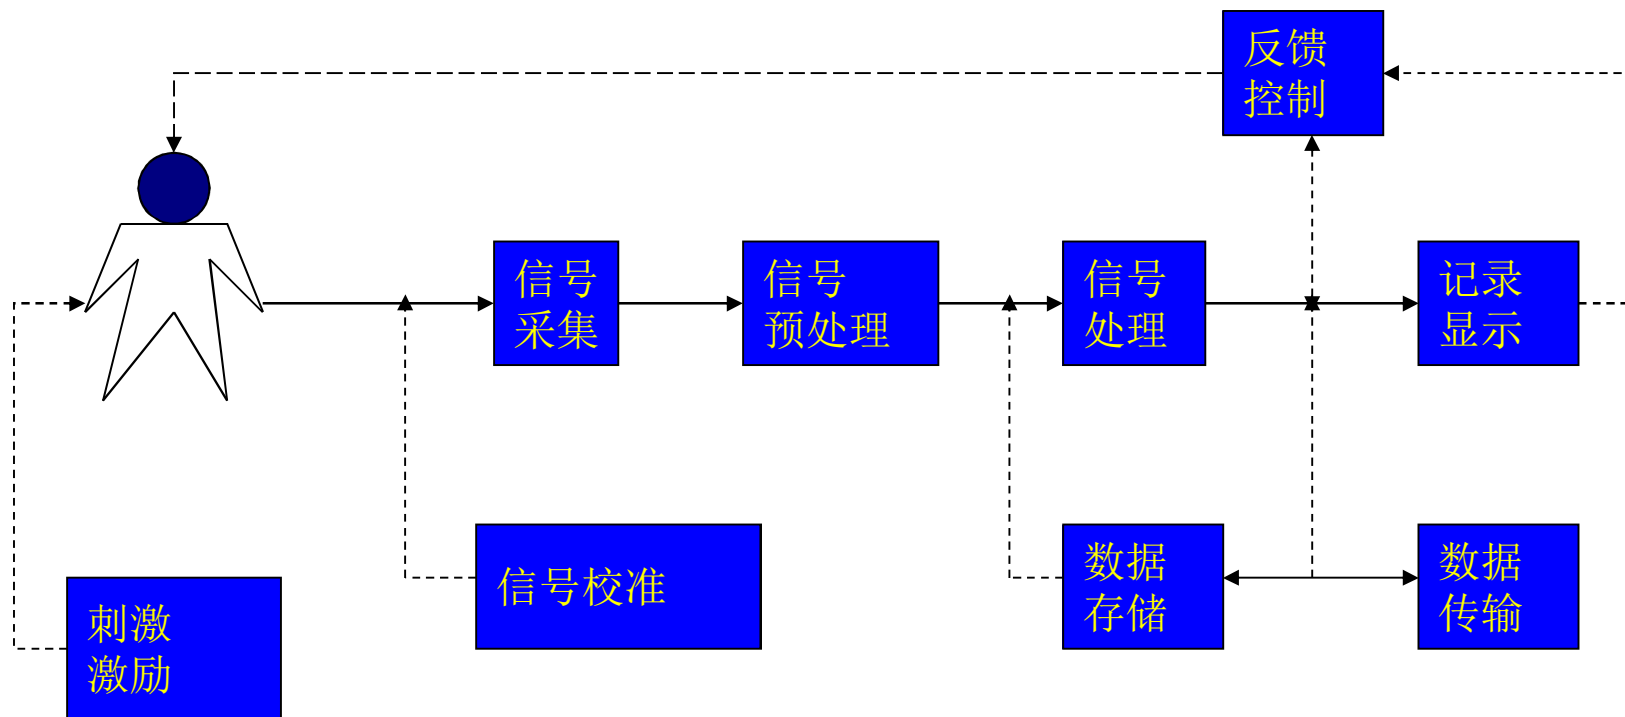 反馈
控制
信号
采集
信号
预处理
信号
处理
记录
显示
信号校准
数据
存储
数据
传输
刺激
激励